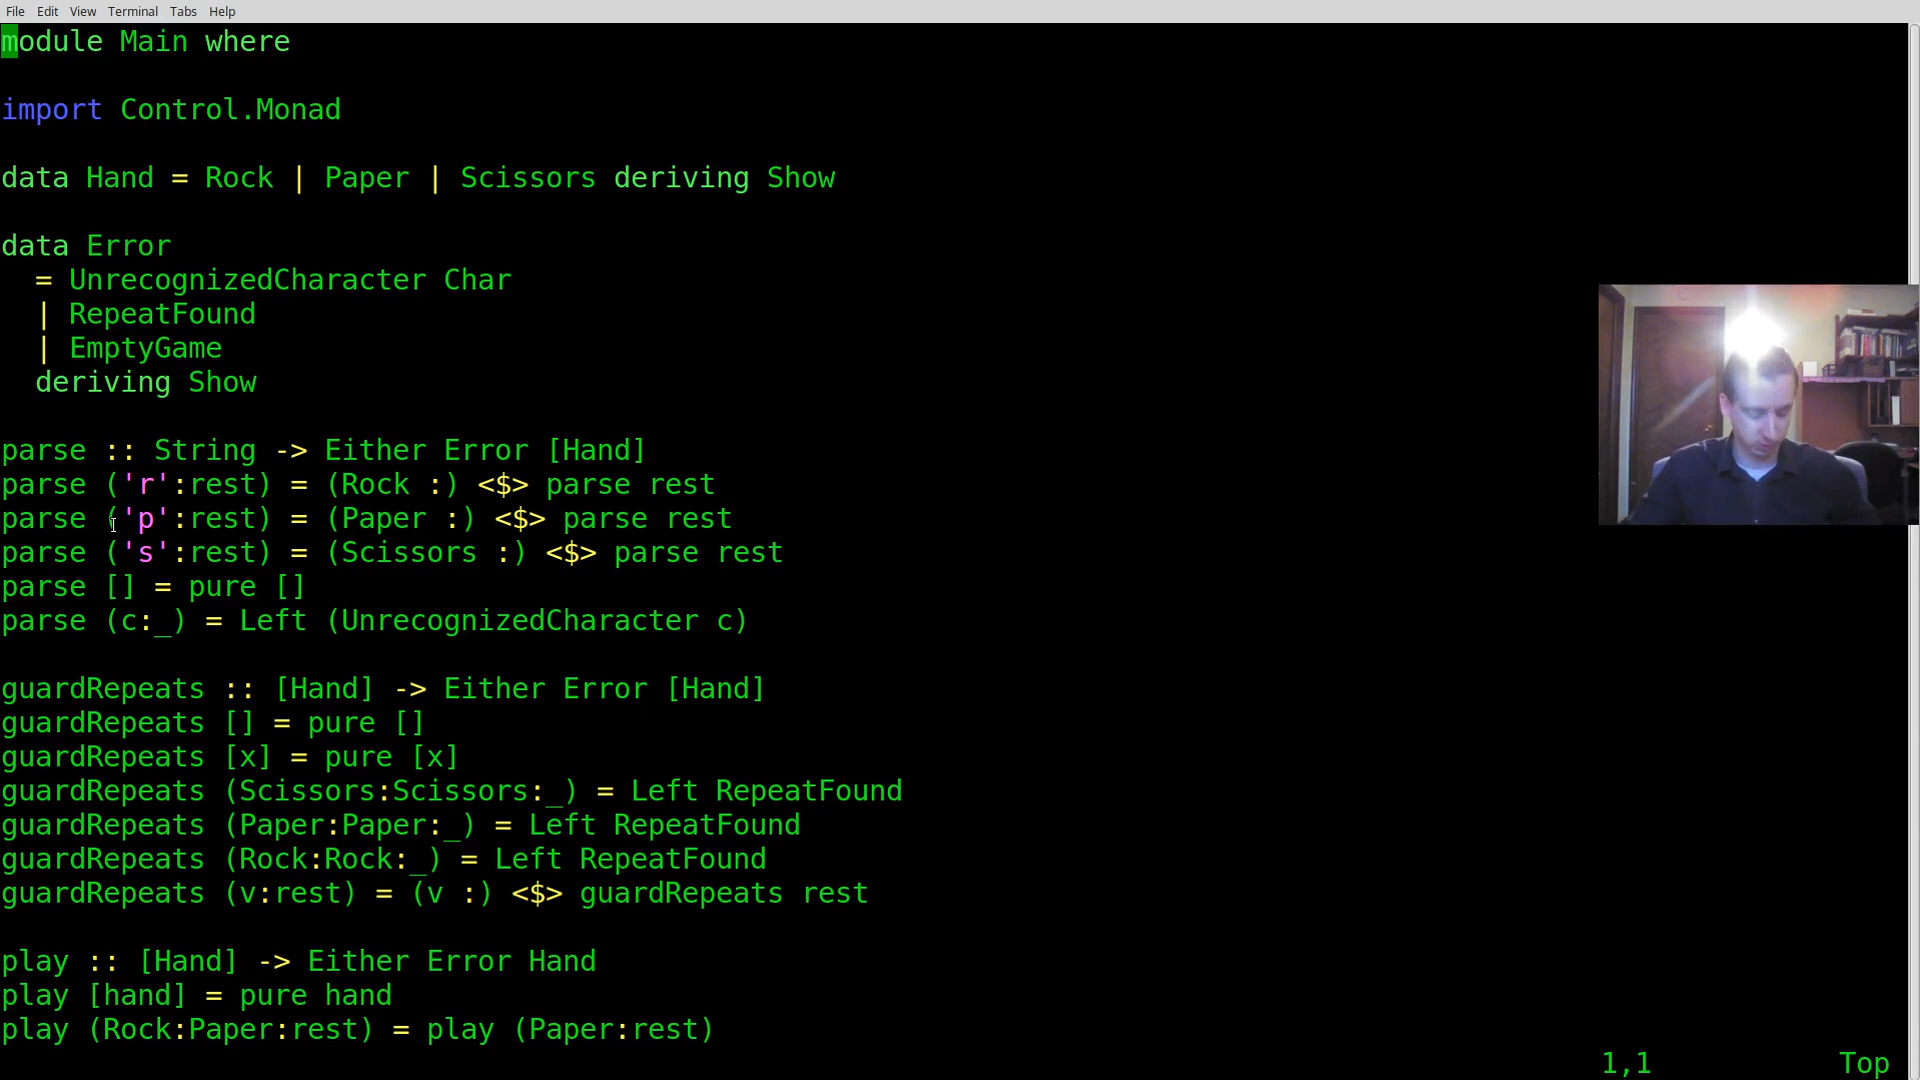 File Edit View Terminal Tabs Help
module Main where
import Control.Monad
data Hand = Rock | Paper | Scissors deriving Show
data Error
  = UnrecognizedCharacter Char
  | RepeatFound
  | EmptyGame
  deriving Show
parse :: String -> Either Error [Hand]
parse ('r':rest) = (Rock :) <$> parse rest
parse ('p':rest) = (Paper :) <$> parse rest
parse ('s':rest) = (Scissors :) <$> parse rest
parse [] = pure []
parse (c:_) = Left (UnrecognizedCharacter c)
guardRepeats :: [Hand] -> Either Error [Hand]
guardRepeats [] = pure []
guardRepeats [x] = pure [x]
guardRepeats (Scissors:Scissors:_) = Left RepeatFound
guardRepeats (Paper:Paper:_) = Left RepeatFound
guardRepeats (Rock:Rock:_) = Left RepeatFound
guardRepeats (v:rest) = (v :) <$> guardRepeats rest
play :: [Hand] -> Either Error Hand
play [hand] = pure hand
play (Rock:Paper:rest) = play (Paper:rest)
1,1 Top